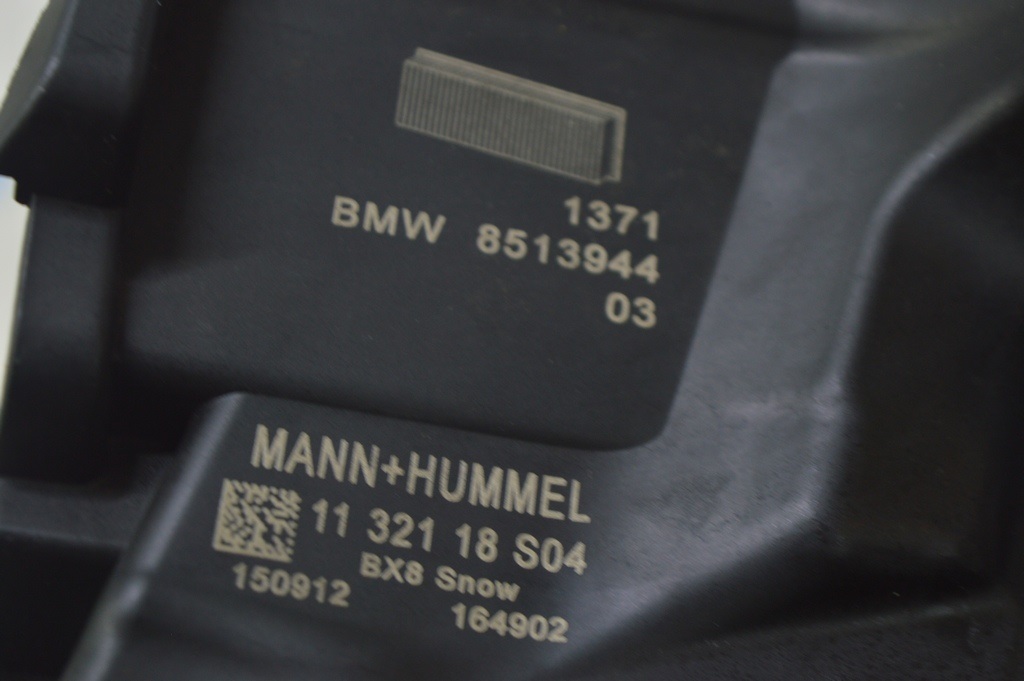 1371
BMW 8513944
03
MANN+HUMMEL
11 321 18 S04
BX8 Snow
150912
164902